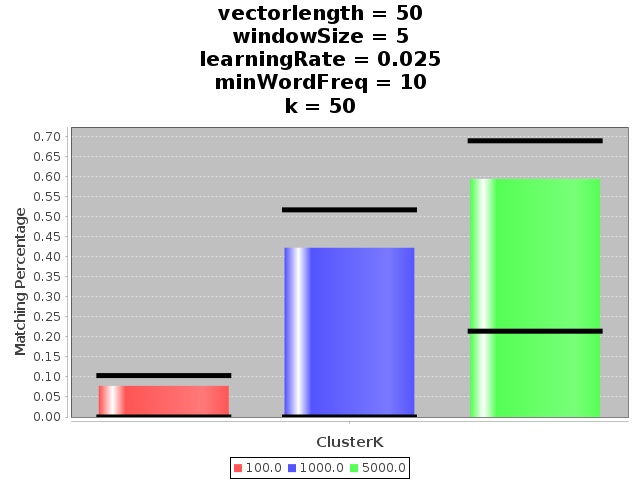 vectorlength = 50
windowSize = 5
learningRate = 0.025
minWordFreq = 10
k = 50
0.70
0.65
0.60
0.55
0.50
0.45
0.40
0.35
0.30
0.25
0.20
0.15
0.10
0.05
0.00
Matching Percentage
ClusterK
100.0 1000.0 5000.0